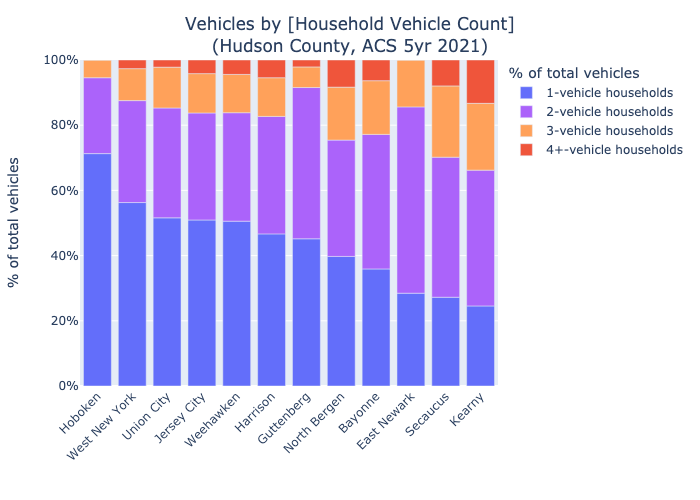 Vehicles by [Household Vehicle Count]
(Hudson County, ACS 5yr 2021)
% of total vehicles
1-vehicle households
2-vehicle households
3-vehicle households
4+-vehicle households
% of total vehicles
100%
80%
60%
40%
20%
0%
Hoboken
West New York
Union City
Jersey City
Weehawken
Harrison
Guttenberg
North Bergen
Bayonne
East Newark
Secaucus
Kearny